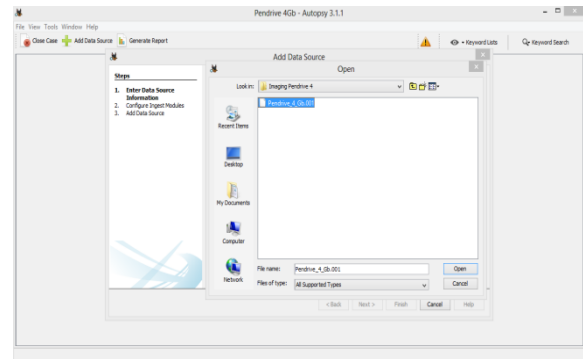 Pendrive 4Gb - Autopsy 3.1.1
File View Tools Window Help
Close Case Add Data Source Generate Report Keyword Lists Keyword Search
Add Data Source
Open
Steps
1. Enter Data Source
Information
2. Configure Ingest Modules
3. Add Data Source
Look in: Imaging Pendrive 4
Pendrive_4_Gb.001
Recent Items
Desktop
My Documents
Computer
Network
File name: Pendrive_4_Gb.001 Open
Files of type: All Supported Types Cancel
< Back Next > Finish Cancel Help